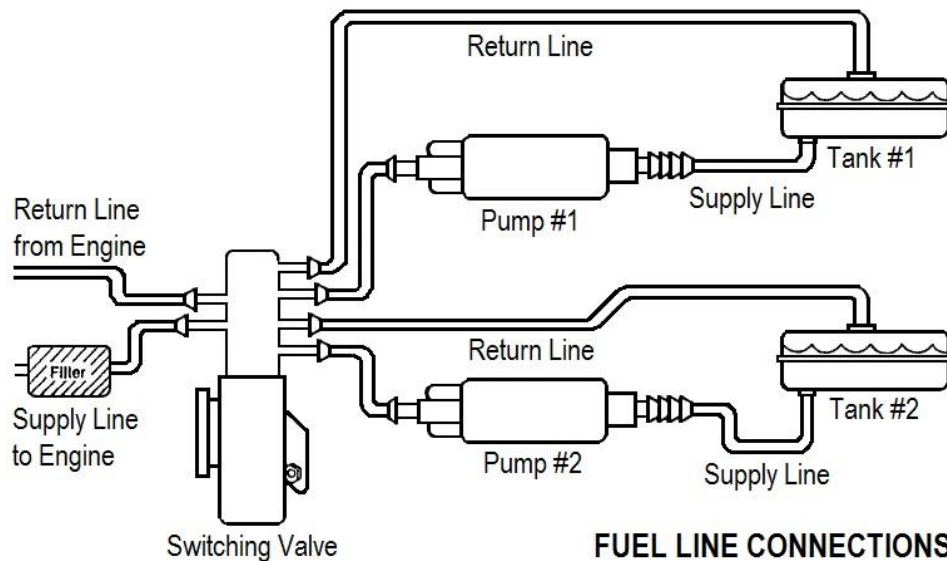 Return Line
Tank #1
Supply Line
Pump #1
Return Line
from Engine
Return Line
Filter
Tank #2
Supply Line
to Engine
Pump #2
Supply Line
Switching Valve
FUEL LINE CONNECTIONS